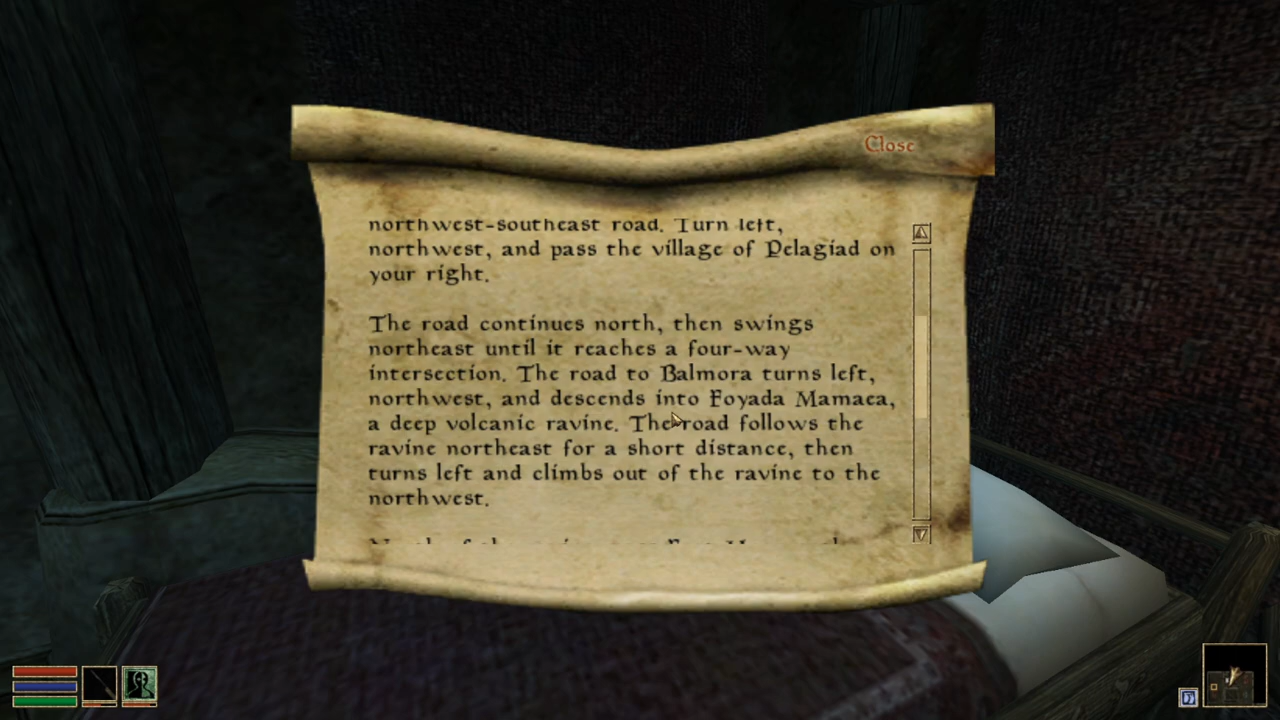 Close
northwest-southeast road. Turn left,
northwest, and pass the village of Pelagiad on
your right.
The road continues north, then swings
northeast until it reaches a four-way
intersection. The road to Balmora turns left,
northwest, and descends into Foyada Mamaea,
a deep volcanic ravine. The road follows the
ravine northeast for a short distance, then
turns left and climbs out of the ravine to the
northwest.